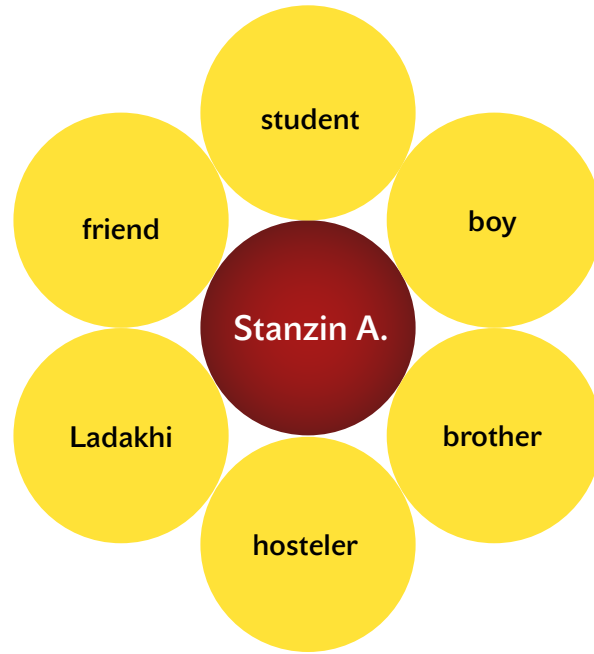 student
friend
boy
Stanzin A.
Ladakhi
brother
hosteler